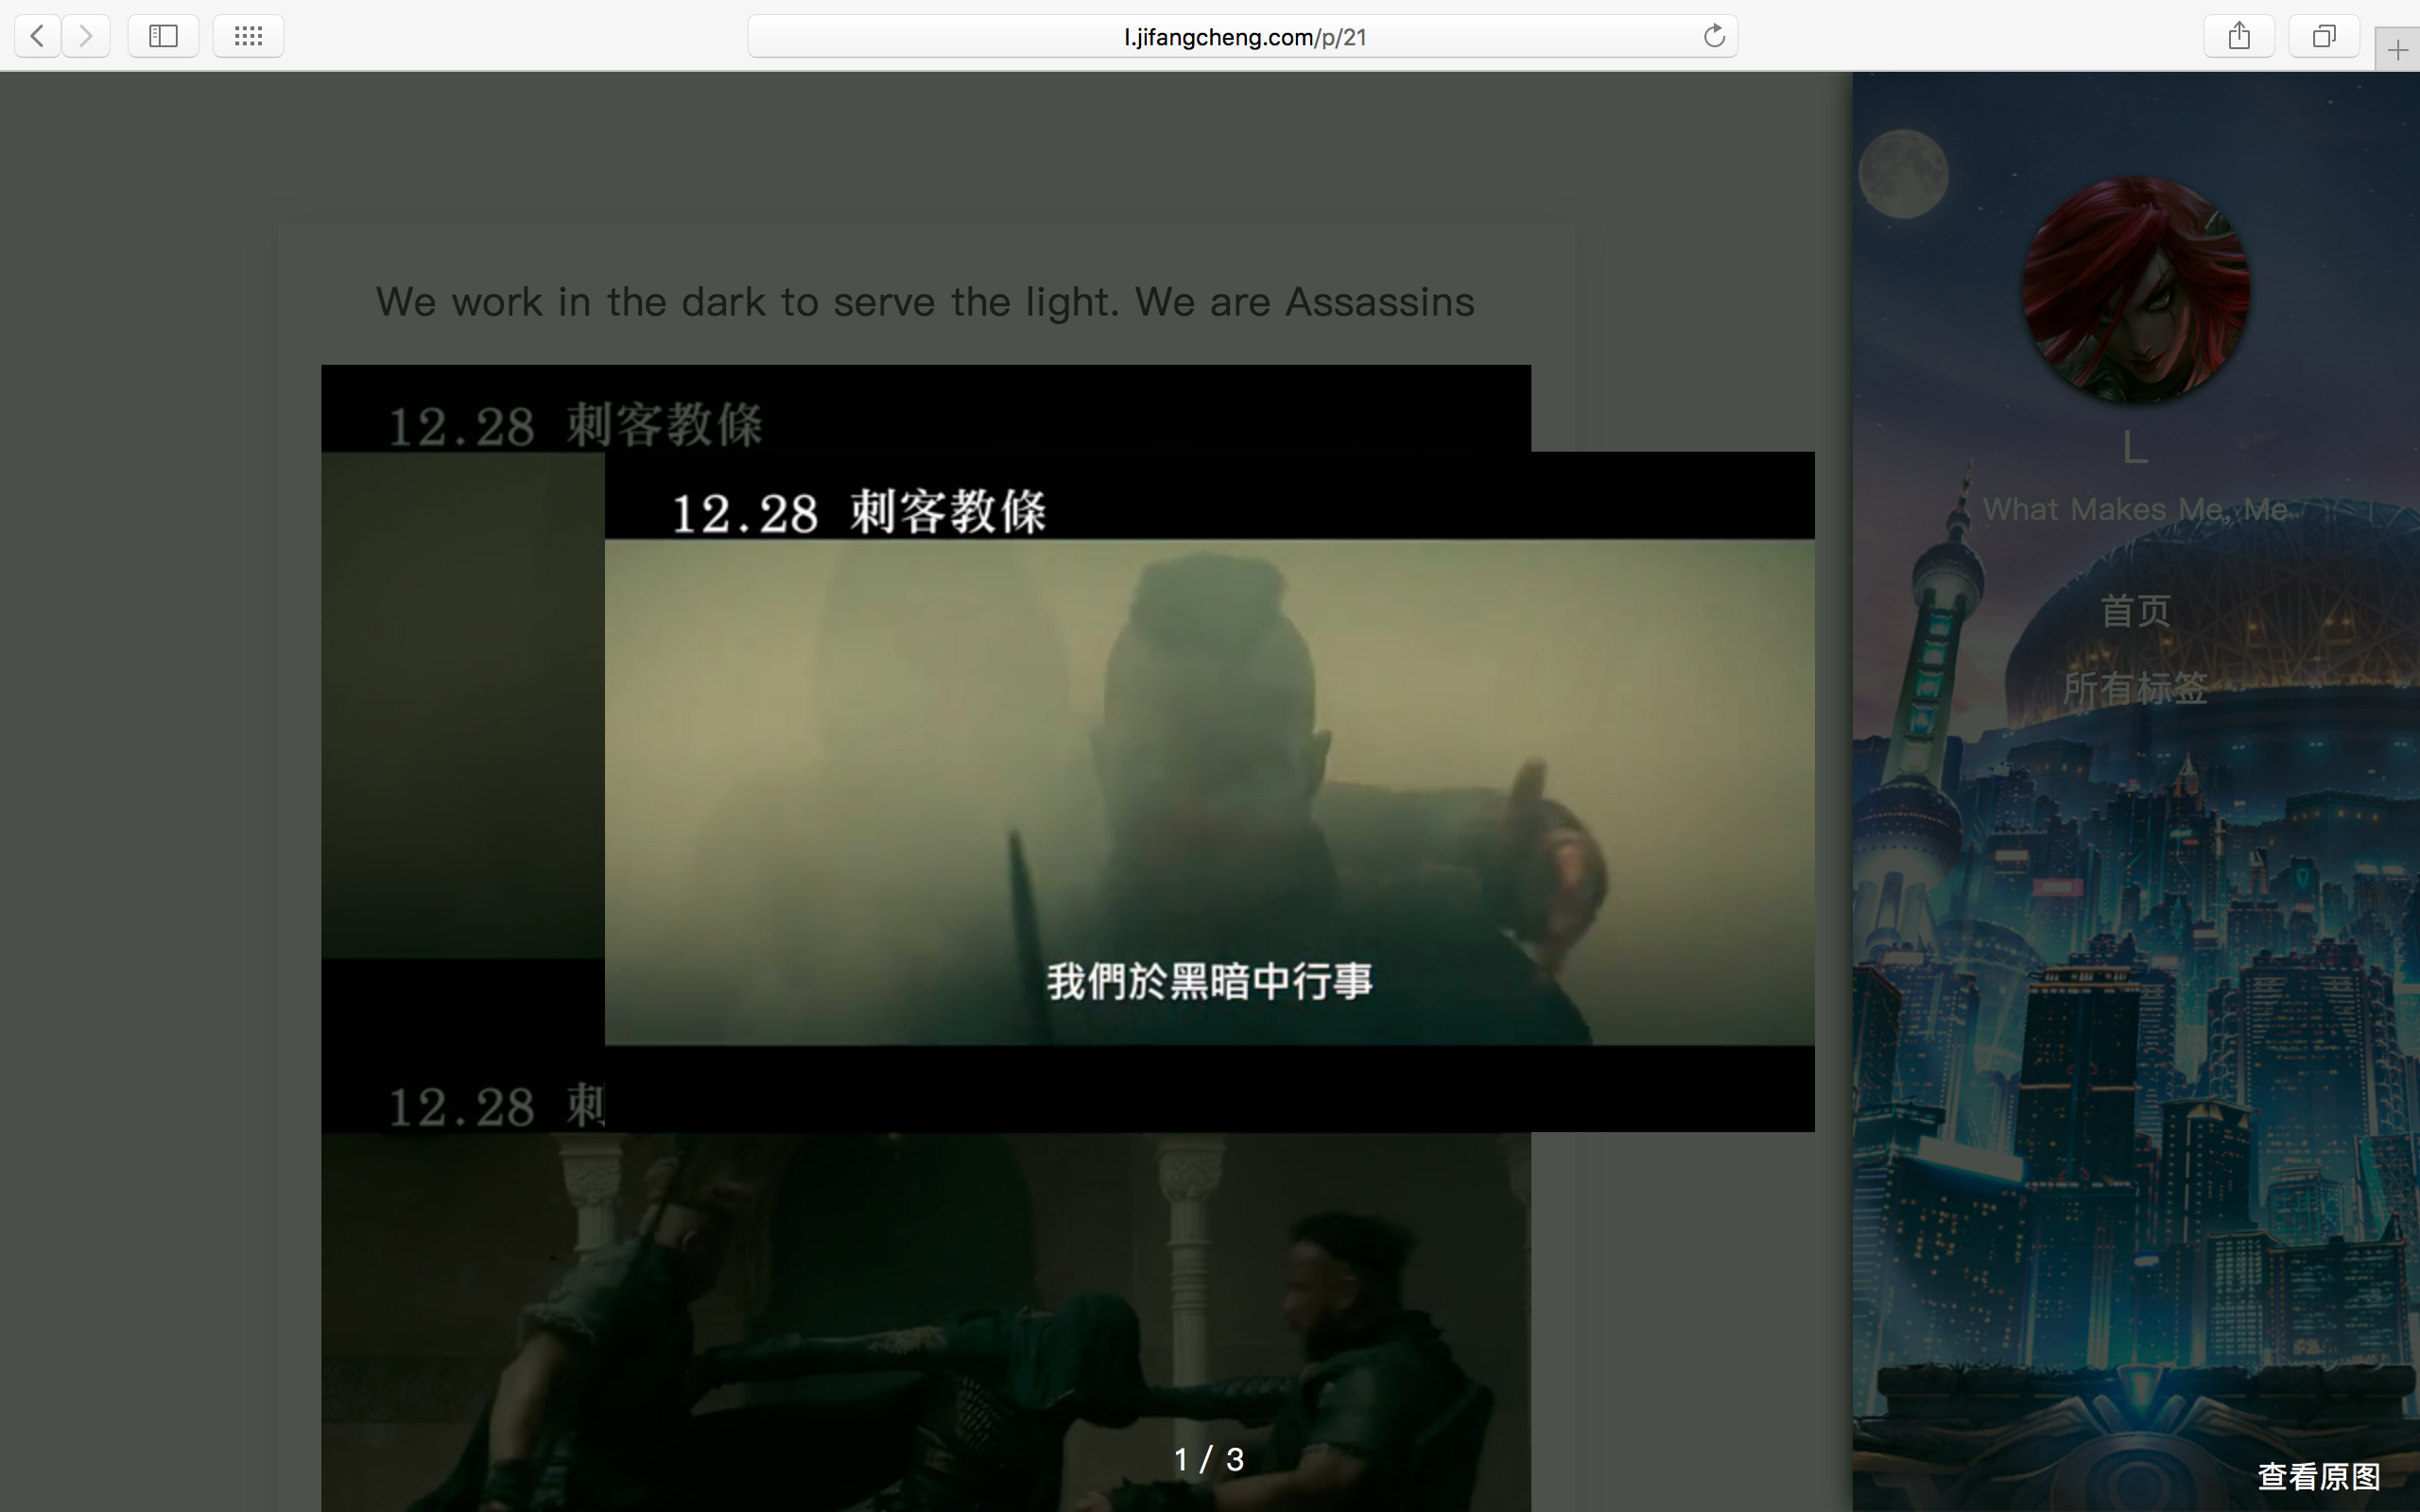 l.jifangcheng.com/p/21
We work in the dark to serve the light. We are Assassins
12.28 刺客教條
12.28 刺客教條
我們於黑暗中行事
12.28 刺
1 / 3
L
What Makes Me, Me
首页
所有标签
查看原图